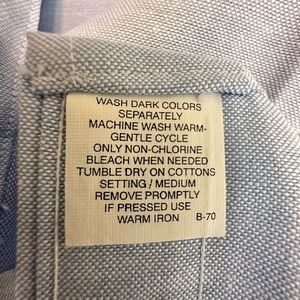 WASH DARK COLORS
SEPARATELY
MACHINE WASH WARM-
GENTLE CYCLE
ONLY NON-CHLORINE
BLEACH WHEN NEEDED
TUMBLE DRY ON COTTONS
SETTING / MEDIUM
REMOVE PROMPTLY
IF PRESSED USE
WARM IRON B-70